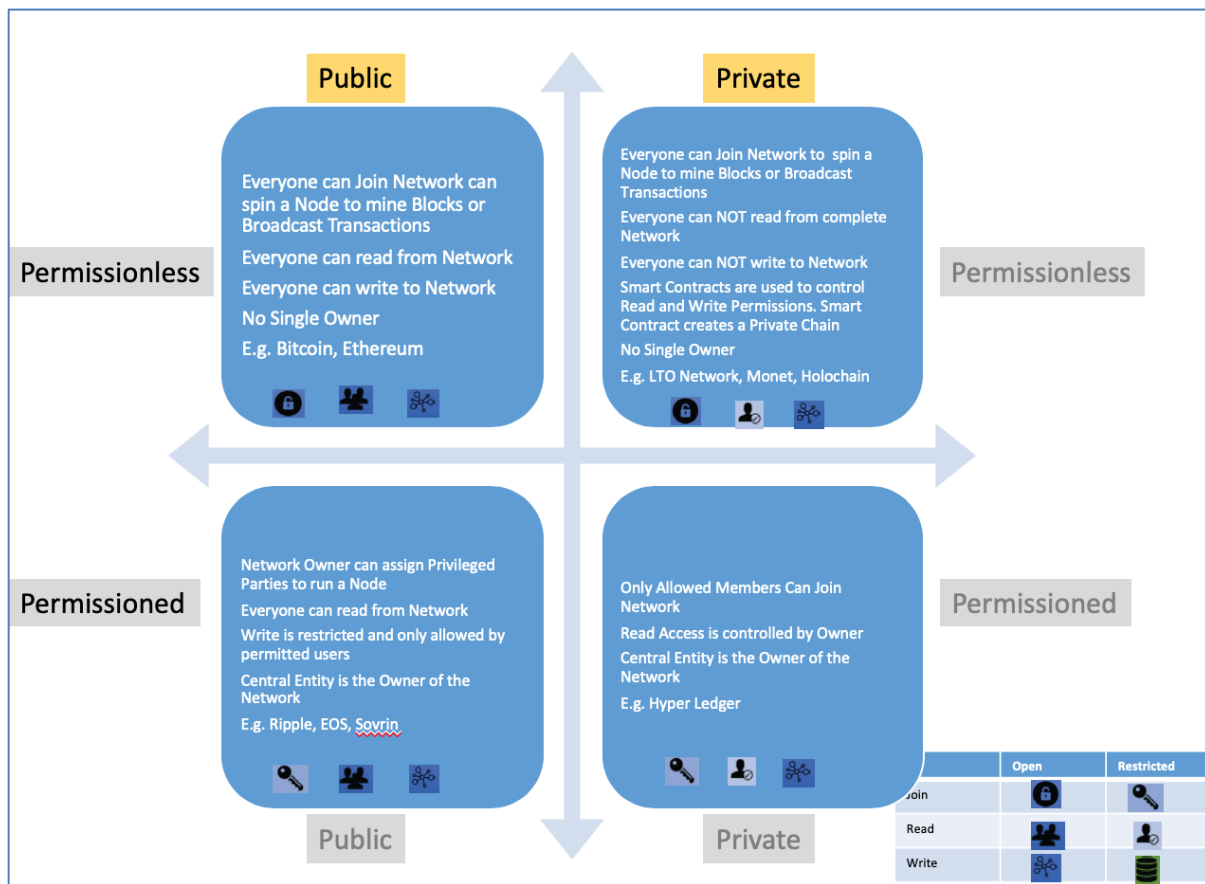 Public
Private
Permissionless
Everyone can Join Network can
spin a Node to mine Blocks or
Broadcast Transactions
Everyone can read from Network
Everyone can write to Network
No Single Owner
E.g. Bitcoin, Ethereum
Everyone can Join Network to spin a
Node to mine Blocks or Broadcast
Transactions
Everyone can NOT read from complete
Network
Everyone can NOT write to Network
Smart Contracts are used to control
Read and Write Permissions. Smart
Contract creates a Private Chain
No Single Owner
E.g. LTO Network, Monet, Holochain
Permissionless
Permissioned
Network Owner can assign Privileged
Parties to run a Node
Everyone can read from Network
Write is restricted and only allowed by
permitted users
Central Entity is the Owner of the
Network
E.g. Ripple, EOS, Sovrin
Only Allowed Members Can Join
Network
Read Access is controlled by Owner
Central Entity is the Owner of the
Network
E.g. Hyper Ledger
Permissioned
Public
Private
Open Restricted
Join
Read
Write